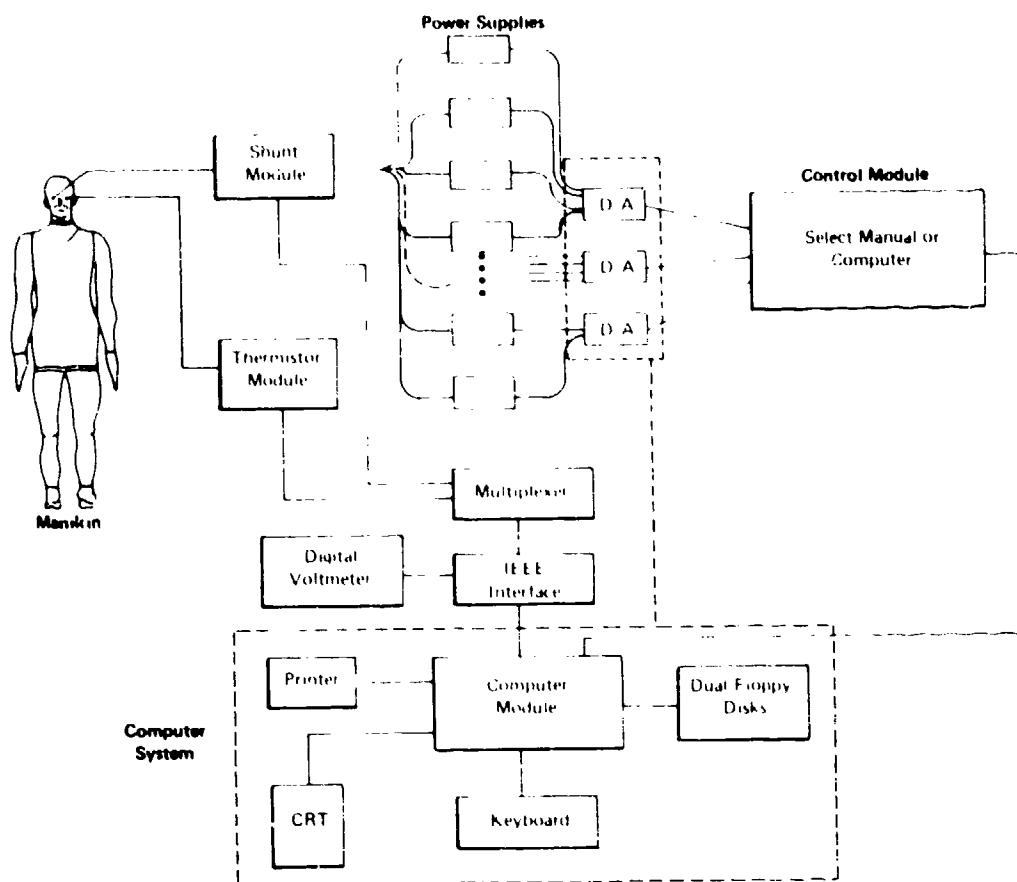 Power Supplies
Shunt
Module
D/A
Control Module
Select Manual or
Computer
D/A
D/A
Thermistor
Module
Manikin
Multiplexer
Digital
Voltmeter
IEEE
Interface
Printer
Computer
Module
Dual Floppy
Disks
Computer
System
CRT
Keyboard